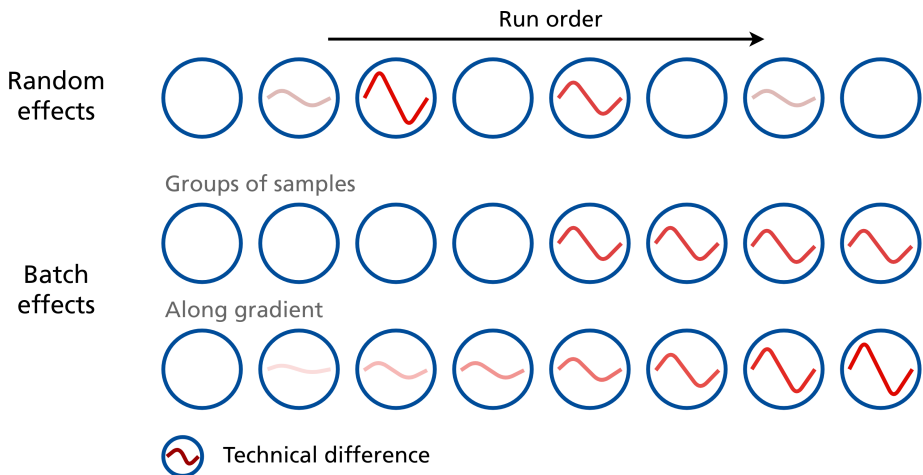 Run order
Random
effects
Groups of samples
Batch
effects
Along gradient
Technical difference